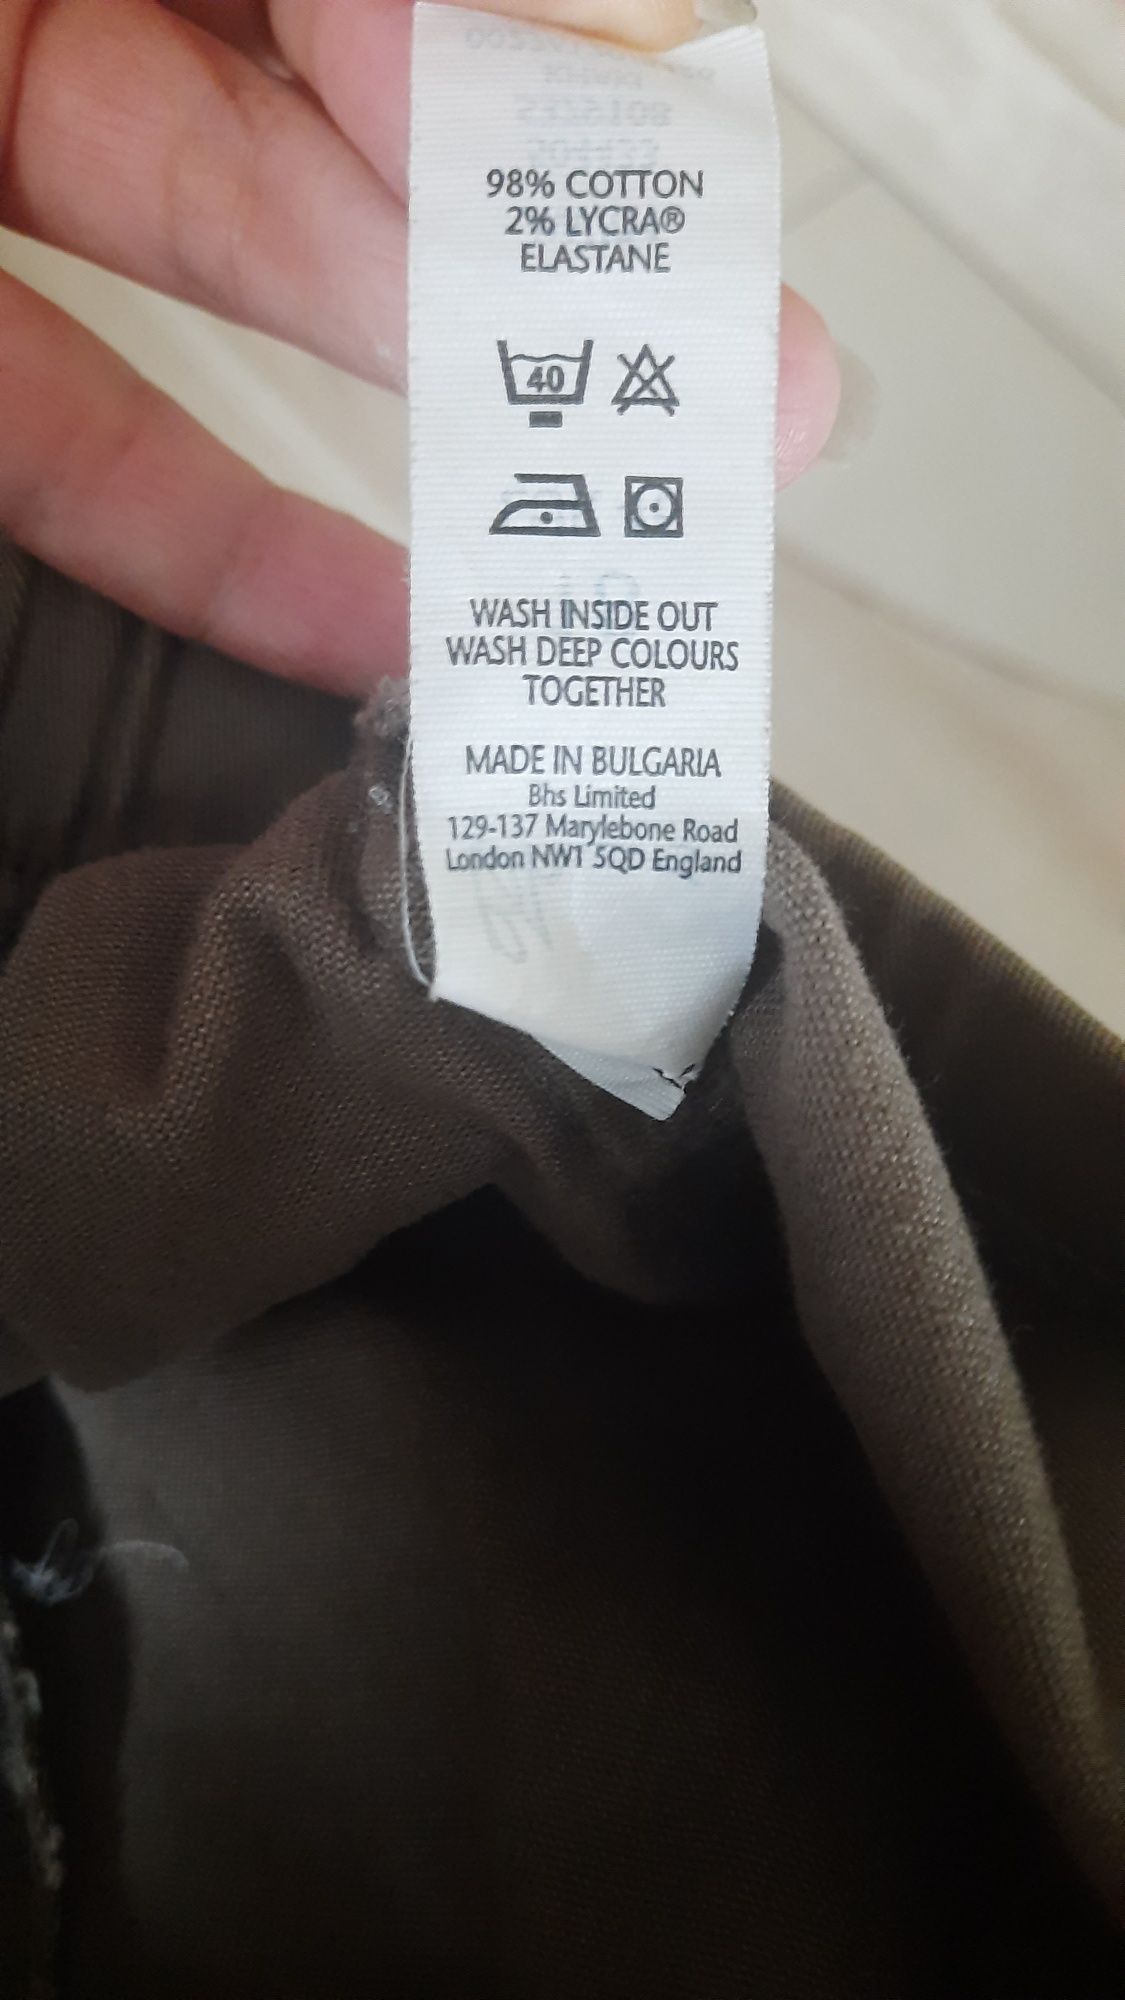 98% COTTON
2% LYCRA®
ELASTANE
40
WASH INSIDE OUT
WASH DEEP COLOURS
TOGETHER
MADE IN BULGARIA
Bhs Limited
129-137 Marylebone Road
London NW1 5QD England